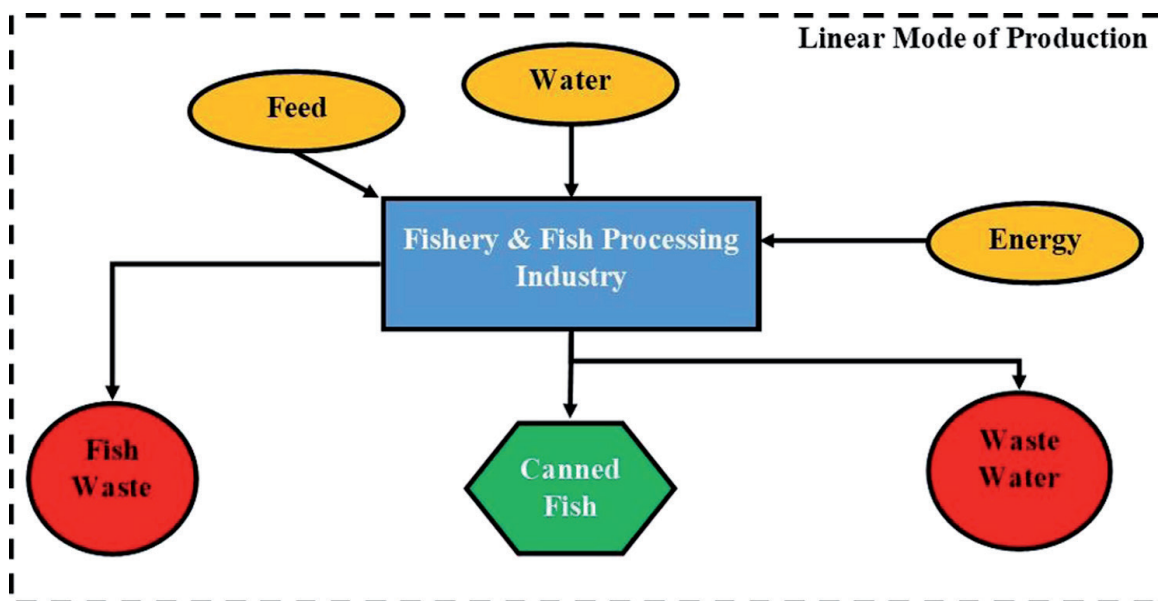 Linear Mode of Production
Water
Feed
Fishery & Fish Processing
Industry
Energy
Fish
Waste
Canned
Fish
Waste
Water